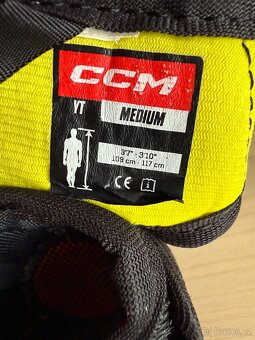 CCM
YT
MEDIUM
3'7" - 3'10"
109 cm - 117 cm
CE